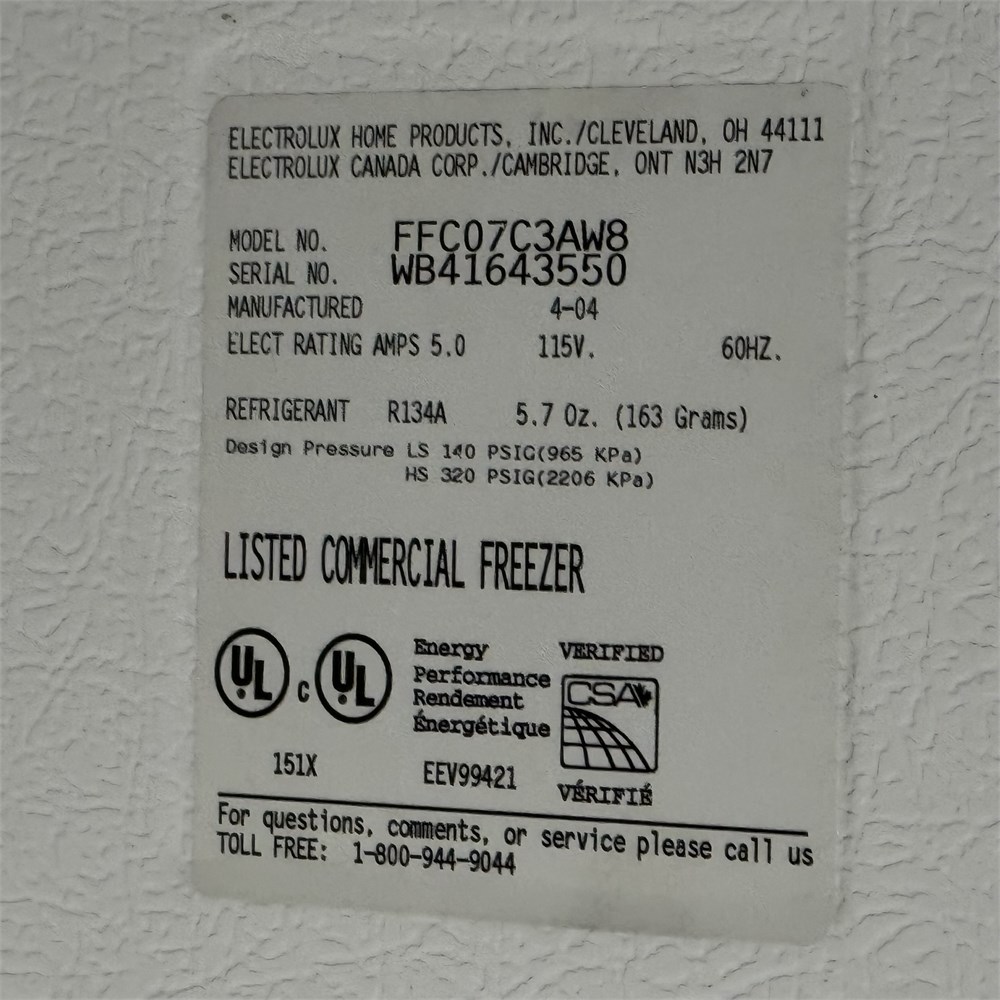 ELECTROLUX HOME PRODUCTS, INC./CLEVELAND, OH 44111
ELECTROLUX CANADA CORP./CAMBRIDGE, ONT N3H 2N7
MODEL NO. FFC07C3AW8
SERIAL NO. WB41643550
MANUFACTURED 4-04
ELECT RATING AMPS 5.0 115V. 60HZ.
REFRIGERANT R134A 5.7 Oz. (163 Grams)
Design Pressure LS 140 PSIG(965 KPa)
HS 320 PSIG(2206 KPa)
LISTED COMMERCIAL FREEZER
UL c UL
Energy
Performance
Rendement
Énergétique
VERIFIED
CSA
VÉRIFIÉ
151X EEV99421
For questions, comments, or service please call us
TOLL FREE: 1-800-944-9044